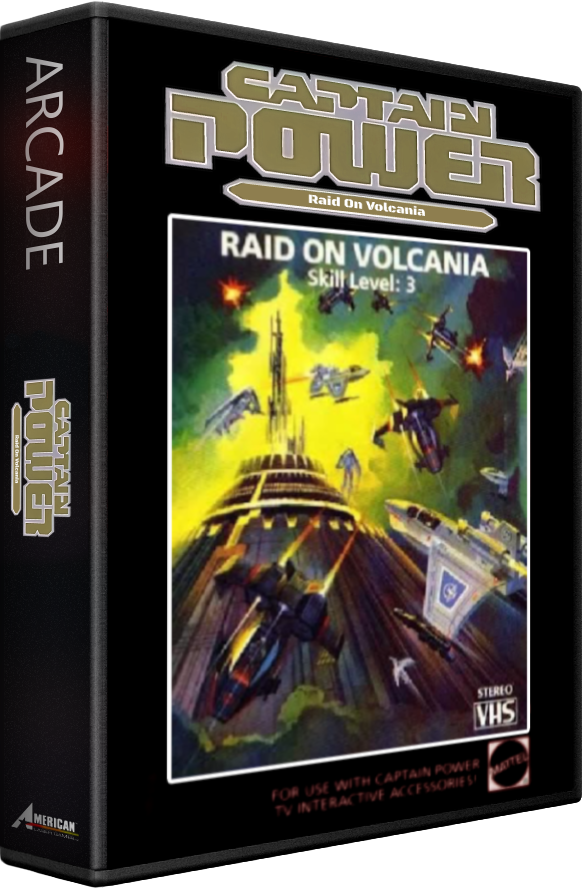 ARCADE
CAPTAIN
POWER
Raid On Volcania
AMERICAN
CAPTAIN
POWER
Raid On Volcania
RAID ON VOLCANIA
Skill Level: 3
STEREO
VHS
FOR USE WITH CAPTAIN POWER
TV INTERACTIVE ACCESSORIES!
MATTEL